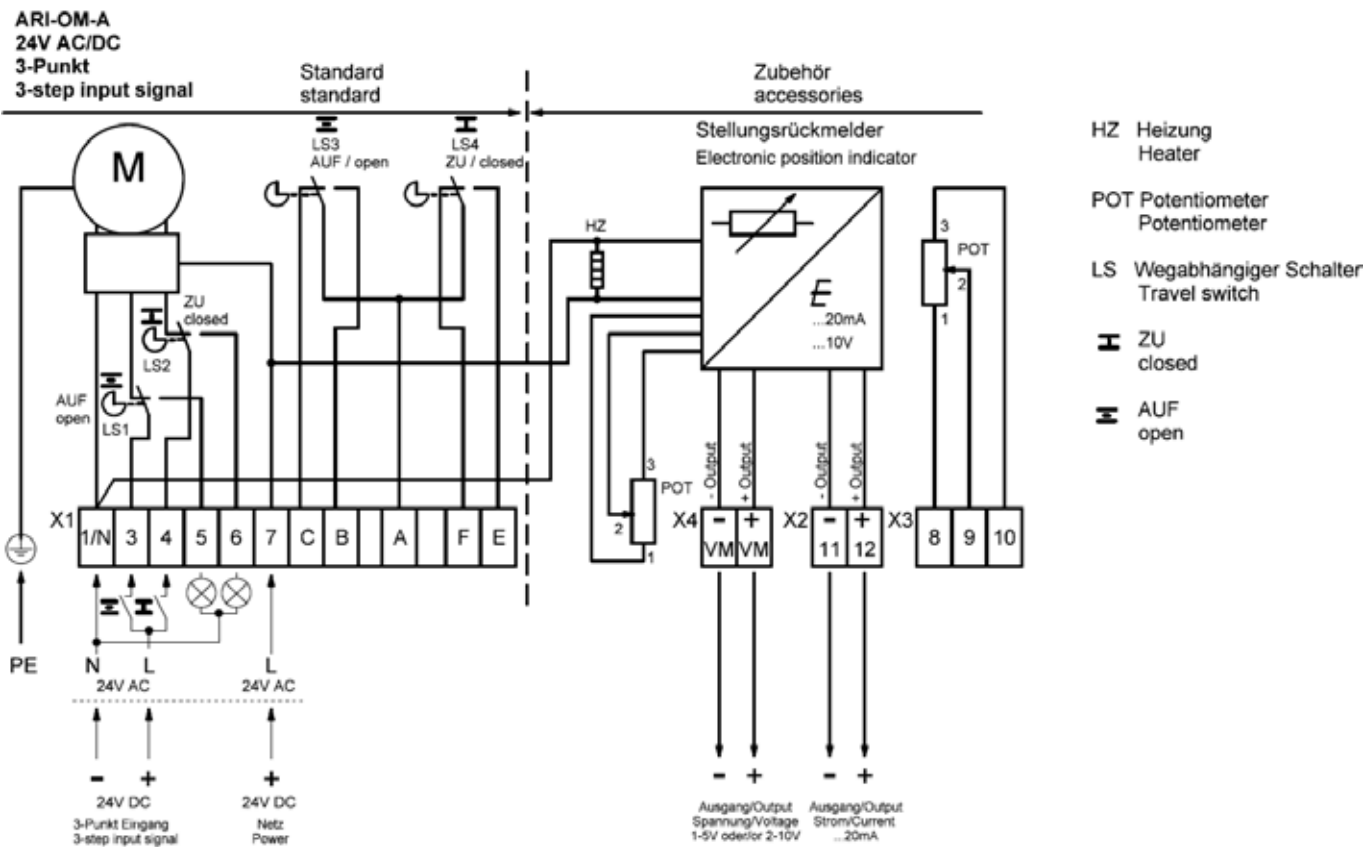 ARI-OM-A
24V AC/DC
3-Punkt
3-step input signal
Standard
standard
Zubehör
accessories
Stellungsrückmelder
Electronic position indicator
M
LS3
AUF / open
LS4
ZU / closed
HZ
ZU
closed
LS2
AUF
open
LS1
E
...20mA
...10V
3
POT
2
1
3
POT
2
1
- Output
+ Output
- Output
+ Output
X1
1/N 3 4 5 6 7 C B A F E
X4
- +
VM VM
X2
- +
11 12
X3
8 9 10
PE
N L
24V AC
L
24V AC
- +
24V DC
3-Punkt Eingang
3-step input signal
+
24V DC
Netz
Power
- +
Ausgang/Output
Spannung/Voltage
1-5V oder/or 2-10V
- +
Ausgang/Output
Strom/Current
...20mA
HZ Heizung
Heater
POT Potentiometer
Potentiometer
LS Wegabhängiger Schalter
Travel switch
ZU
closed
AUF
open